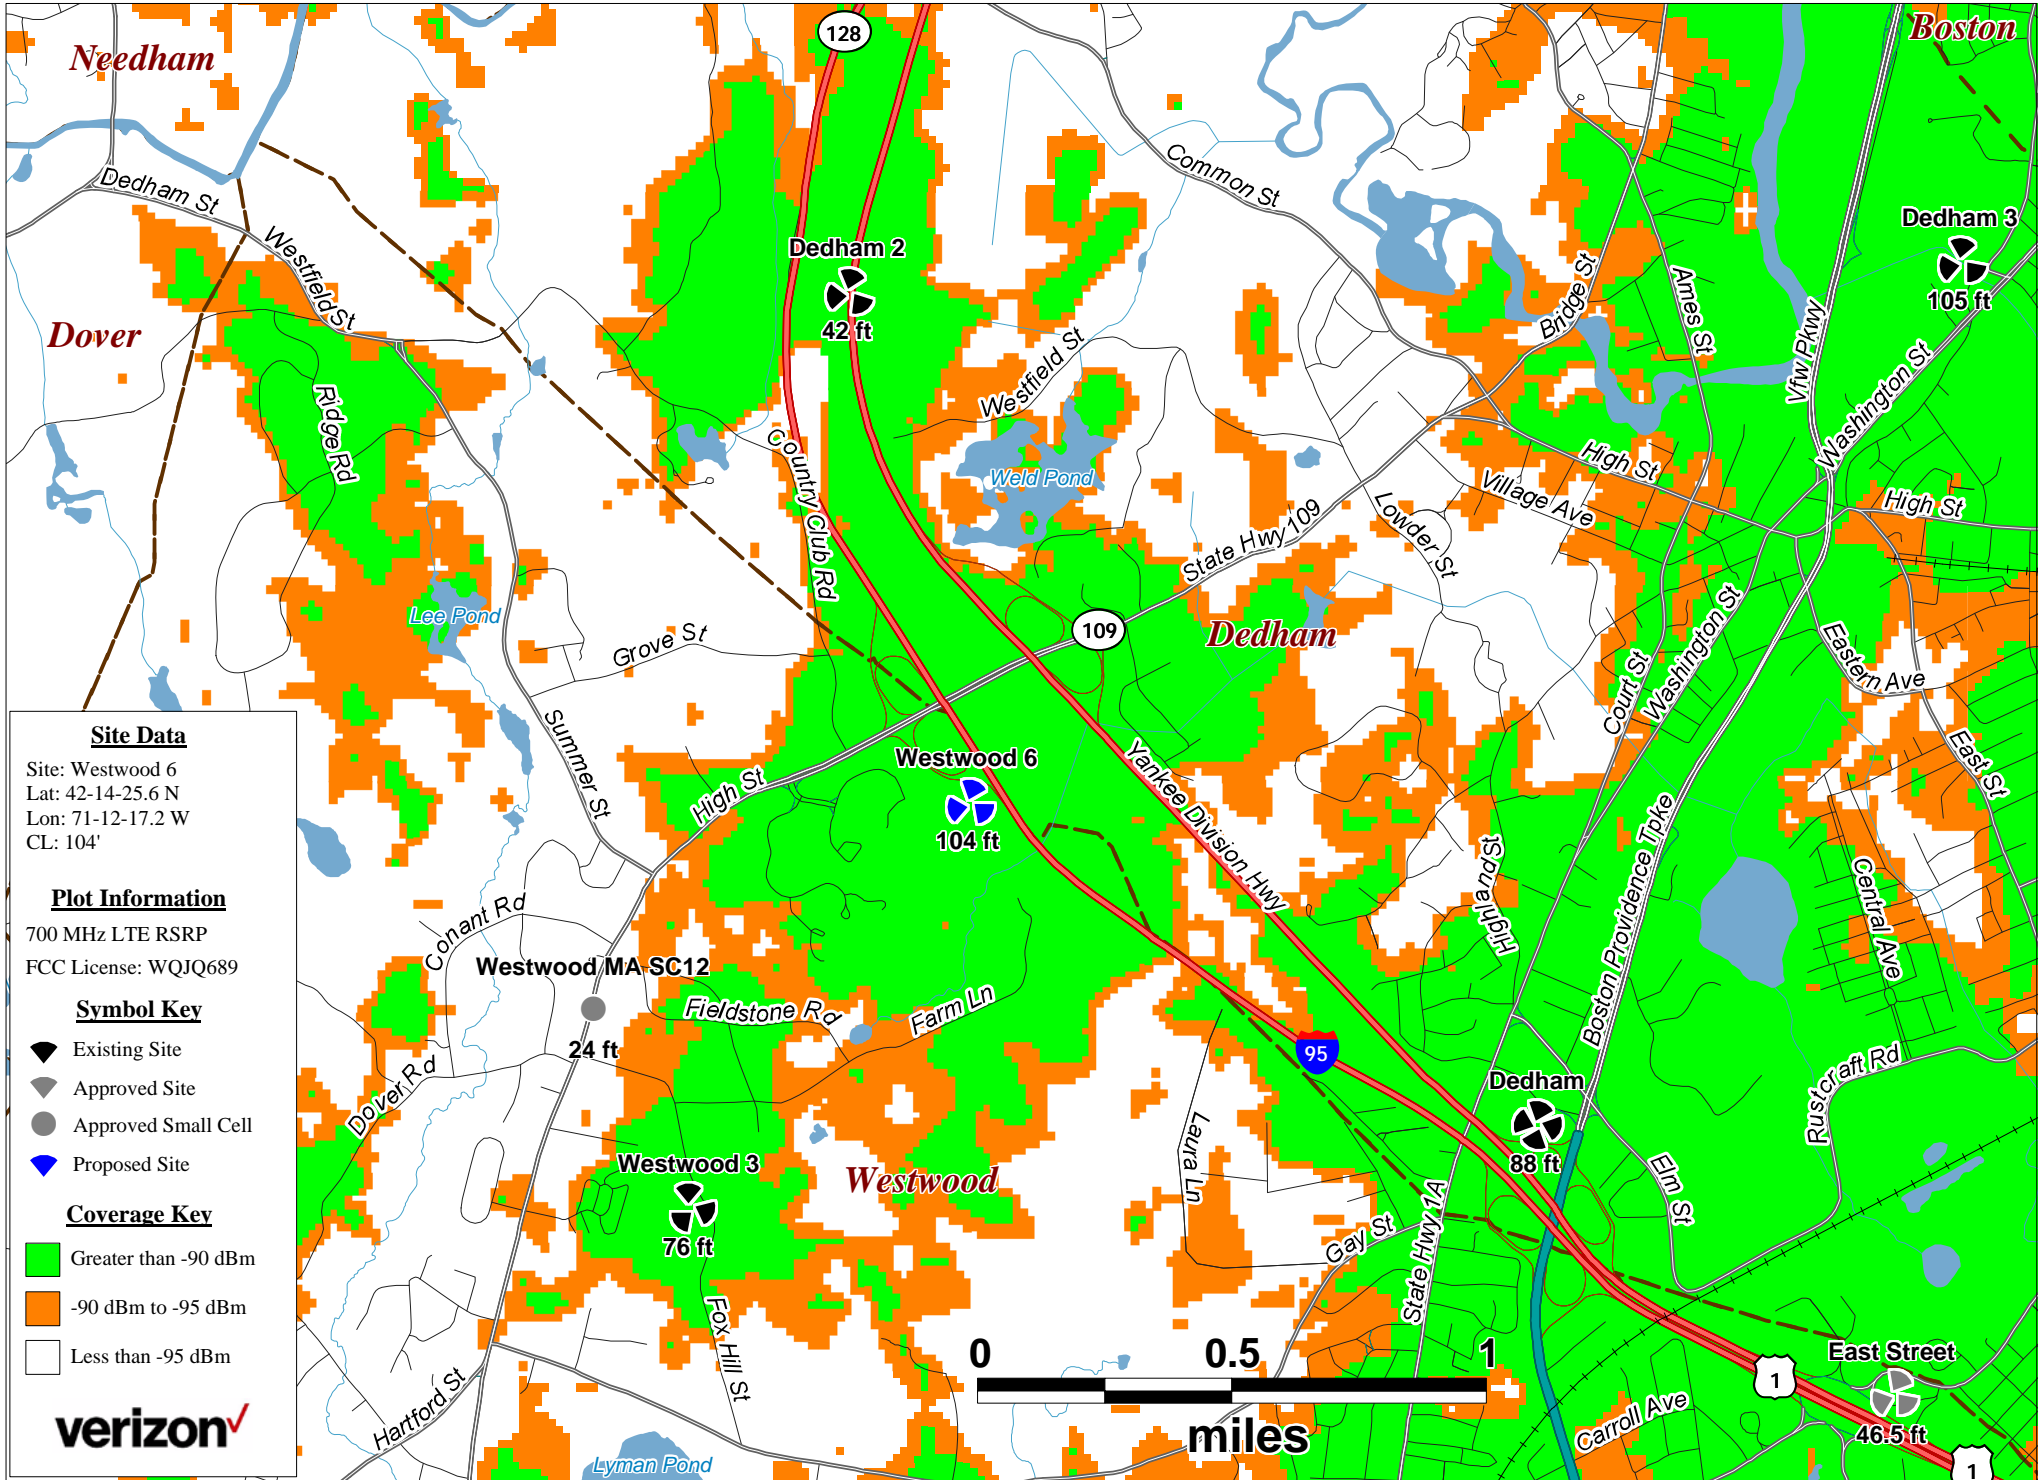 Needham
128
Boston
Dedham St
Common St
Westfield St
Dedham 2
42 ft
Dedham 3
105 ft
Dover
Bridge St
Ames St
Vfw Pkwy
Washington St
Westfield St
Ridge Rd
Country Club Rd
Weld Pond
High St
Village Ave
High St
State Hwy 109
Lowder St
Lee Pond
Grove St
109
Dedham
Court St
Washington St
Eastern Ave
East St
Summer St
High St
Westwood 6
104 ft
Yankee Division Hwy
Highland St
Boston Providence Tpke
Central Ave
Conant Rd
Westwood MA SC12
24 ft
Fieldstone Rd
Farm Ln
95
Dedham
88 ft
Rustcraft Rd
Dover Rd
Laura Ln
Westwood 3
76 ft
Westwood
Elm St
Gay St
State Hwy 1A
Fox Hill St
Hartford St
Lyman Pond
Carroll Ave
East Street
46.5 ft
1
1
0 0.5 1
miles
Site Data
Site: Westwood 6
Lat: 42-14-25.6 N
Lon: 71-12-17.2 W
CL: 104'
Plot Information
700 MHz LTE RSRP
FCC License: WQJQ689
Symbol Key
Existing Site
Approved Site
Approved Small Cell
Proposed Site
Coverage Key
Greater than -90 dBm
-90 dBm to -95 dBm
Less than -95 dBm
verizon